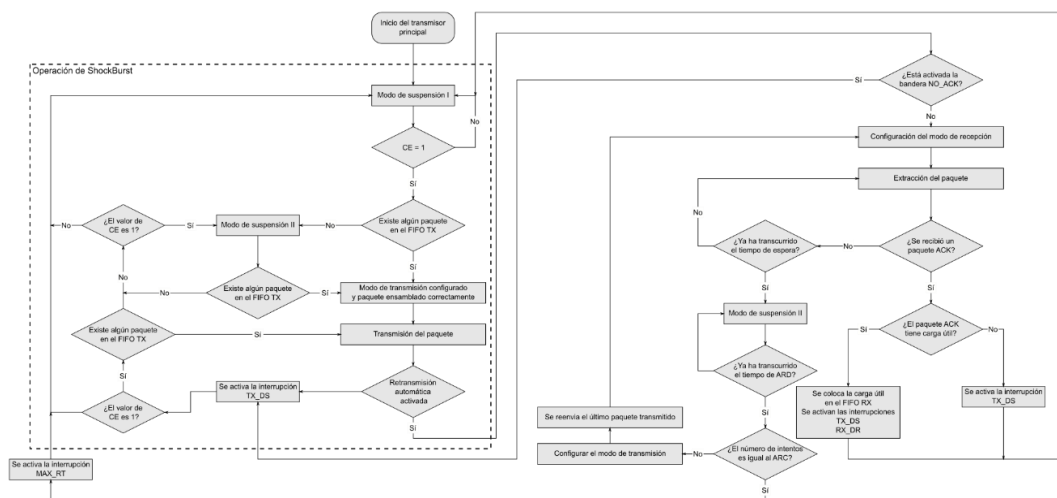 Inicio del transmisor
principal
Operación de ShockBurst
Modo de suspensión I
No
CE = 1
Sí
¿El valor de
CE es 1?
No
Sí
Modo de suspensión II
No
Existe algún paquete
en el FIFO TX
Sí
No
No
Existe algún paquete
en el FIFO TX
Sí
Modo de transmisión configurado
y paquete ensamblado correctamente
Existe algún paquete
en el FIFO TX
Sí
Transmisión del paquete
Sí
¿El valor de
CE es 1?
Se activa la interrupción
TX_DS
Retransmisión
automática
activada
Sí
Se activa la interrupción
MAX_RT
Sí
¿Está activada la
bandera NO_ACK?
No
Configuración del modo de recepción
Extracción del paquete
No
¿Ya ha transcurrido
el tiempo de espera?
No
¿Se recibió un
paquete ACK?
Sí
Sí
Modo de suspensión II
Sí
¿El paquete ACK
tiene carga útil?
No
¿Ya ha transcurrido
el tiempo de ARD?
Se coloca la carga útil
en el FIFO RX
Se activan las interrupciones
TX_DS
RX_DR
Se activa la interrupción
TX_DS
Sí
Se reenvia el último paquete transmitido
Configurar el modo de transmisión
No
¿El número de intentos
es igual al ARC?
Sí